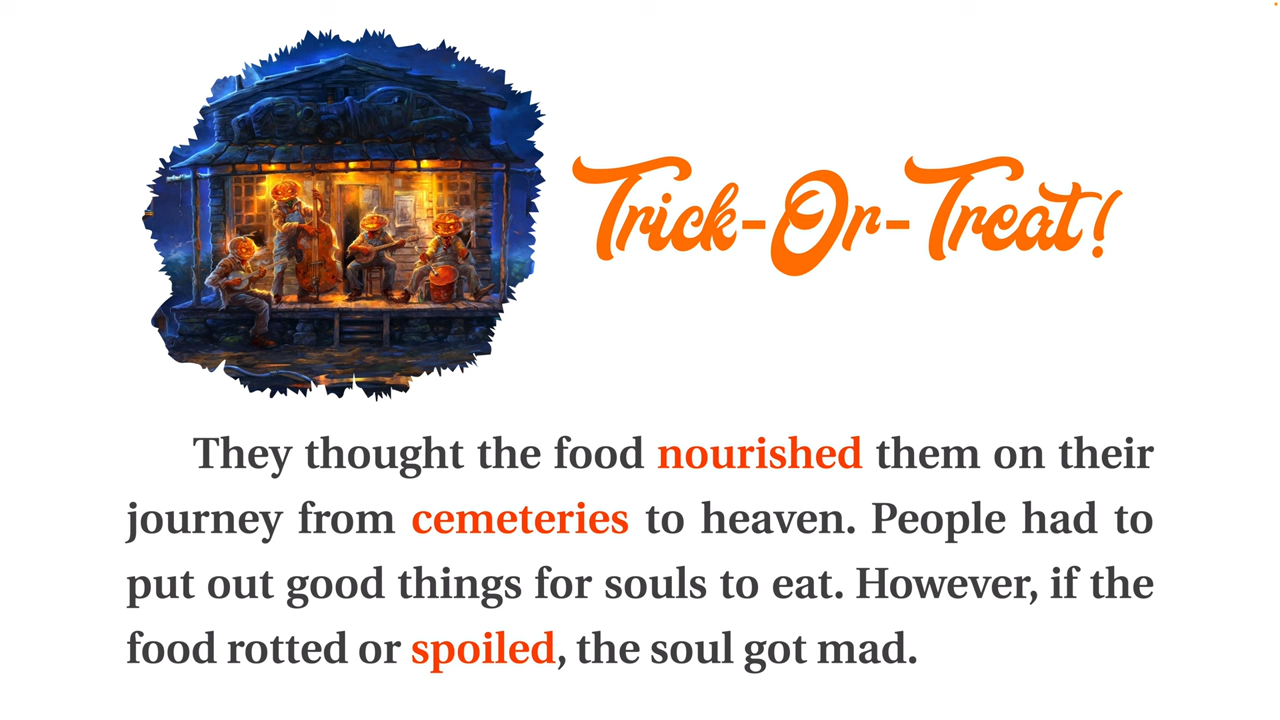 Trick-Or-Treat!
They thought the food nourished them on their
journey from cemeteries to heaven. People had to
put out good things for souls to eat. However, if the
food rotted or spoiled, the soul got mad.